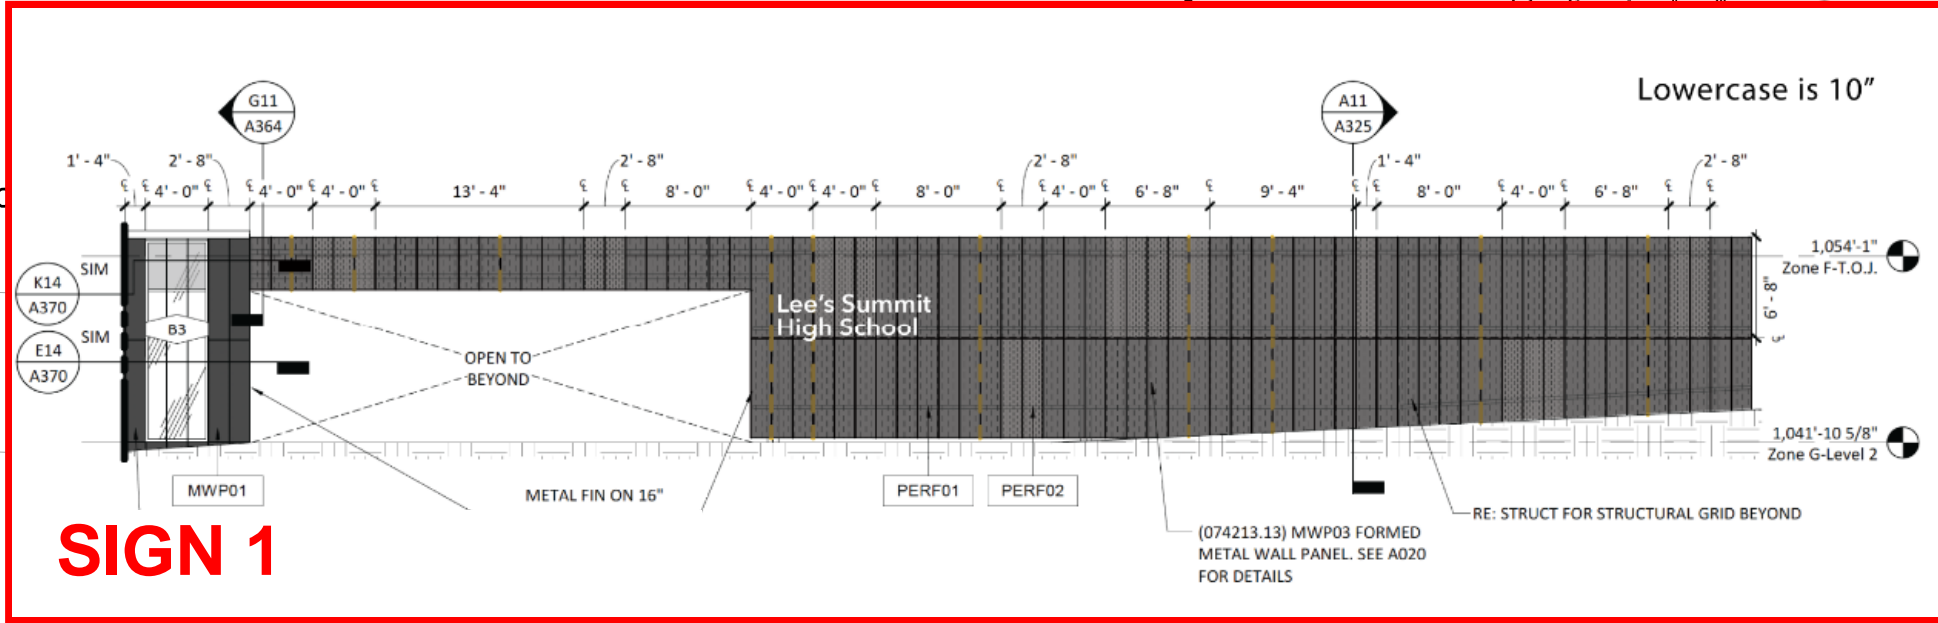 Lowercase is 10"
G11
A364
A11
A325
1' - 4"
2' - 8"
2' - 8"
2' - 8"
1' - 4"
2' - 8"
℄ ℄ 4' - 0" ℄ ℄ 4' - 0" ℄ 4' - 0" ℄ 13' - 4" ℄ ℄ 8' - 0" ℄ 4' - 0" ℄ 4' - 0" ℄ 8' - 0" ℄ ℄ 4' - 0" ℄ 6' - 8" ℄ 9' - 4" ℄ ℄ 8' - 0" ℄ 4' - 0" ℄ 6' - 8" ℄ ℄
SIM
K14
A370
SIM
E14
A370
B3
OPEN TO
BEYOND
Lee's Summit
High School
1,054'-1"
Zone F-T.O.J.
6' - 8"
℄
1,041'-10 5/8"
Zone G-Level 2
MWP01
METAL FIN ON 16"
PERF01
PERF02
RE: STRUCT FOR STRUCTURAL GRID BEYOND
(074213.13) MWP03 FORMED
METAL WALL PANEL. SEE A020
FOR DETAILS
SIGN 1